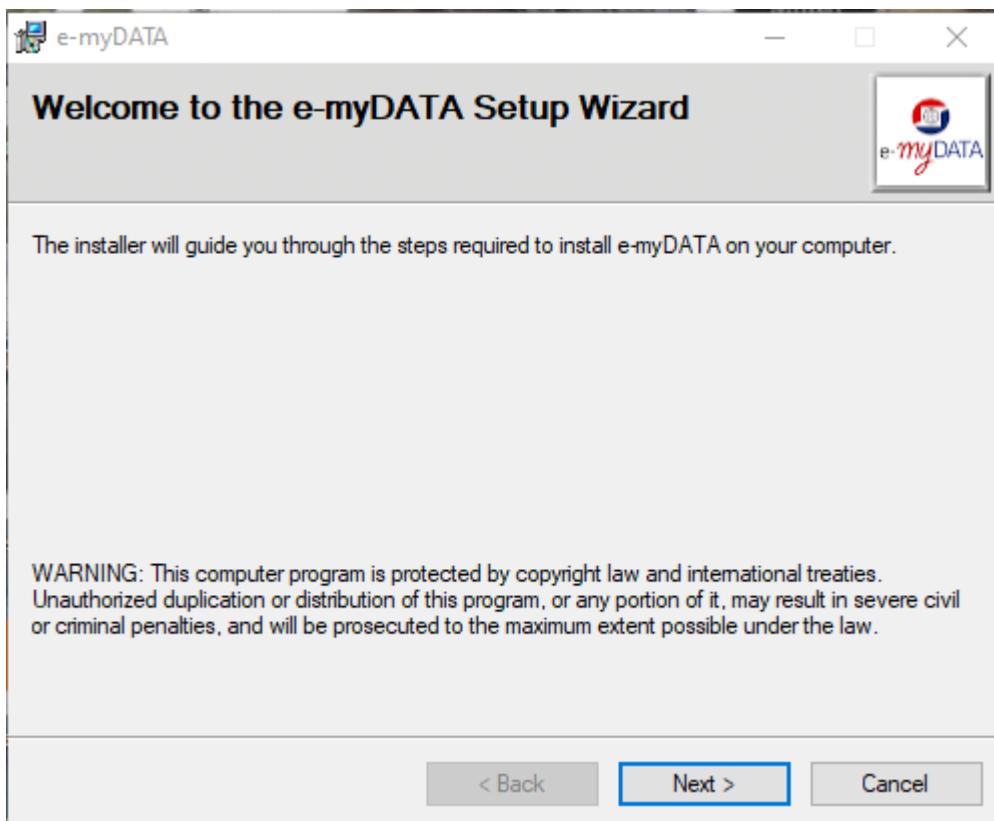 e-myDATA
Welcome to the e-myDATA Setup Wizard
e-myDATA
The installer will guide you through the steps required to install e-myDATA on your computer.
WARNING: This computer program is protected by copyright law and international treaties.
Unauthorized duplication or distribution of this program, or any portion of it, may result in severe civil
or criminal penalties, and will be prosecuted to the maximum extent possible under the law.
< Back
Next >
Cancel